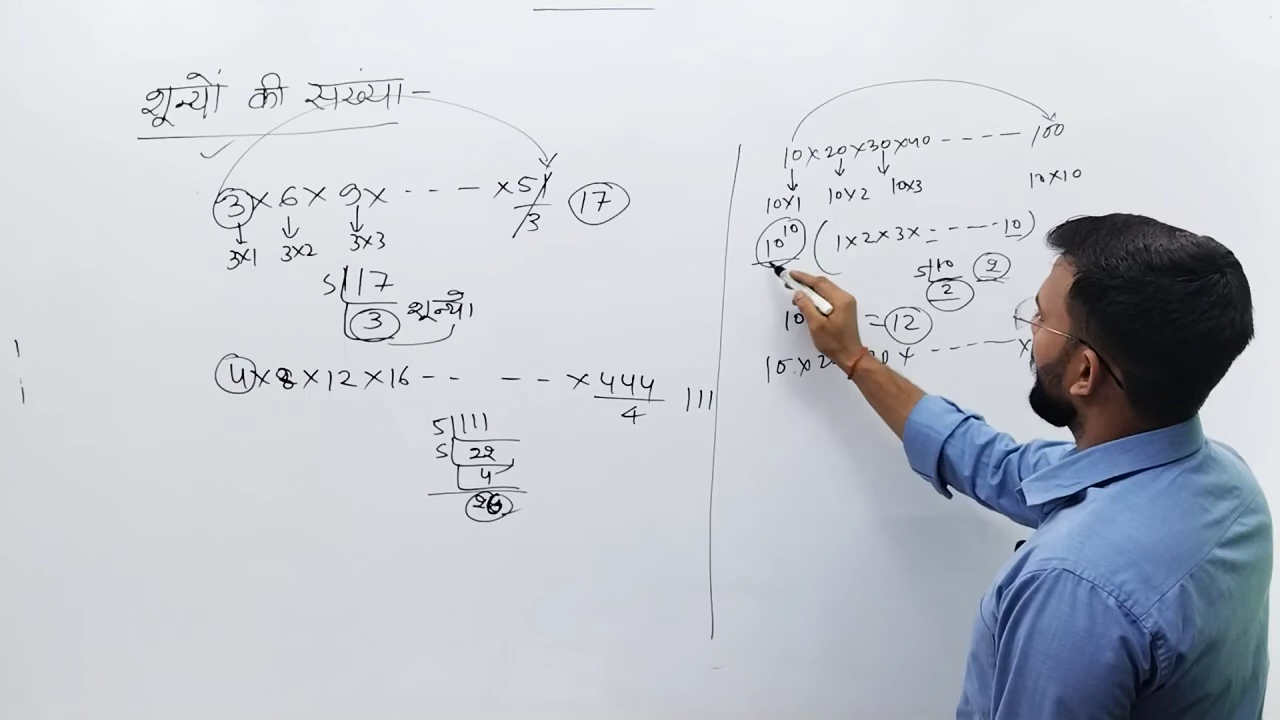 शून्यों की संख्या-
3 × 6 × 9 × - - - - × 51 17
3
3×1 3×2 3×3
5 17
3 शून्ये
4 × 8 × 12 × 16 - - - - - × 444 111
4
5 111
5 22
4
26
10 × 20 × 30 × 40 - - - - - 100
10×1 10×2 10×3 10×10
10¹⁰ ( 1 × 2 × 3 × - - - - - 10 )
5 10 2
2
10 = 12